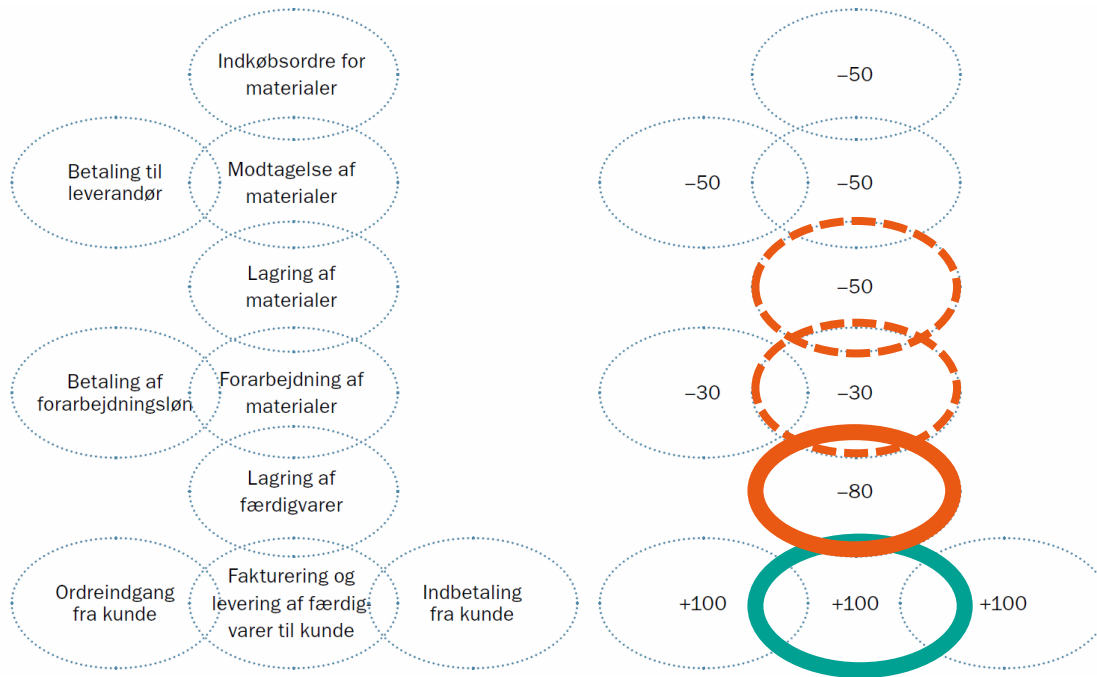 Indkøbsordre for
materialer
Betaling til
leverandør
Modtagelse af
materialer
Lagring af
materialer
Betaling af
forarbejdningsløn
Forarbejdning af
materialer
Lagring af
færdigvarer
Ordreindgang
fra kunde
Fakturering og
levering af færdig-
varer til kunde
Indbetaling
fra kunde
–50
–50
–50
–50
–30
–30
–80
+100
+100
+100